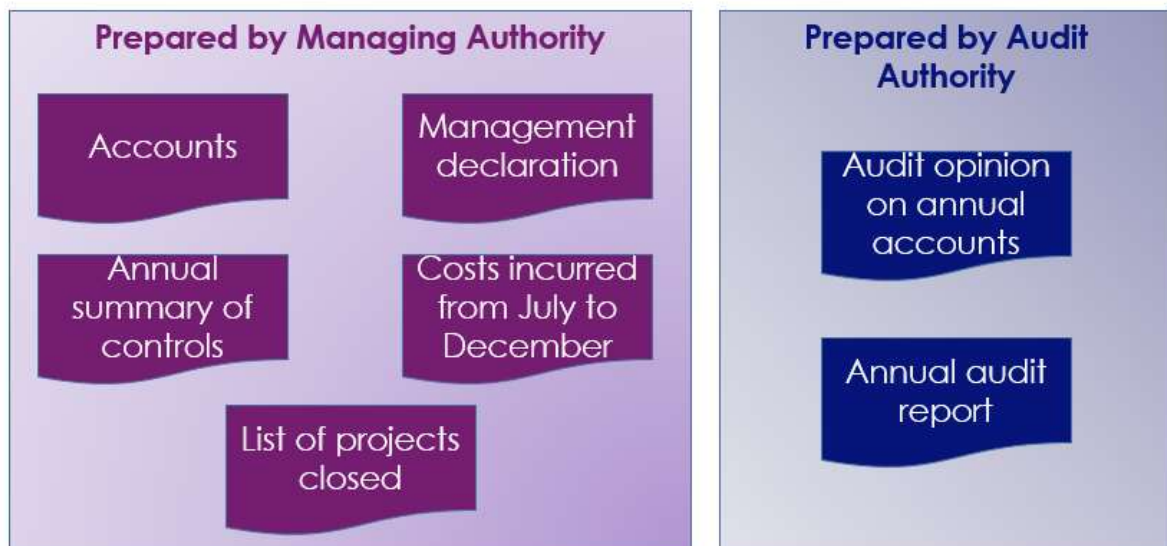 Prepared by Managing Authority
Accounts
Management
declaration
Annual
summary of
controls
Costs incurred
from July to
December
List of projects
closed
Prepared by Audit
Authority
Audit opinion
on annual
accounts
Annual audit
report